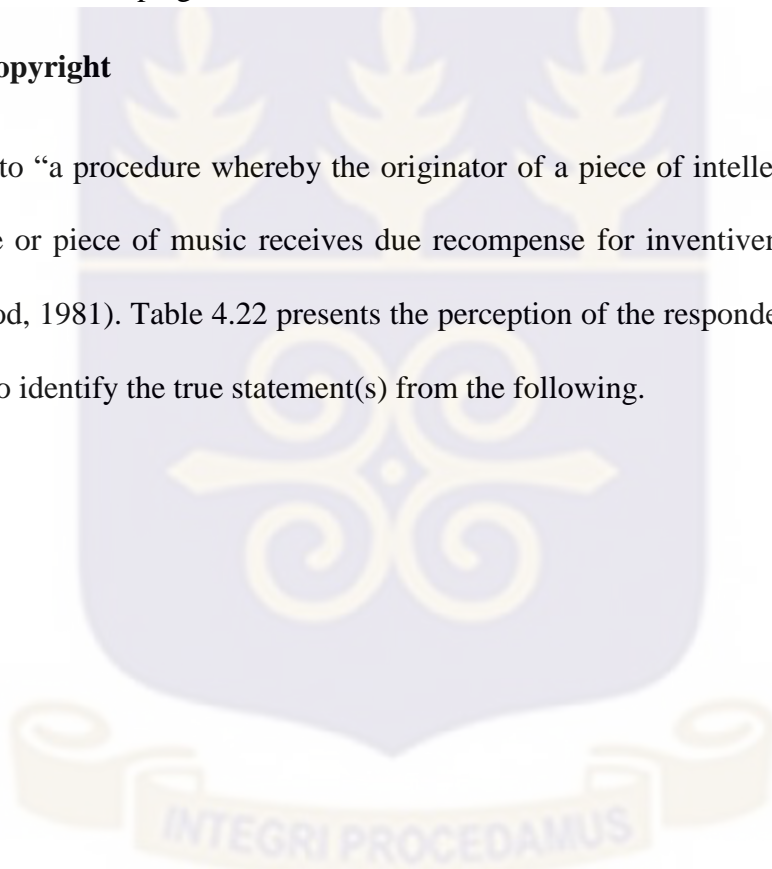 opyright
to “a procedure whereby the originator of a piece of intelle
e or piece of music receives due recompense for inventiver
od, 1981). Table 4.22 presents the perception of the responde
o identify the true statement(s) from the following.
INTEGRI PROCEDAMUS